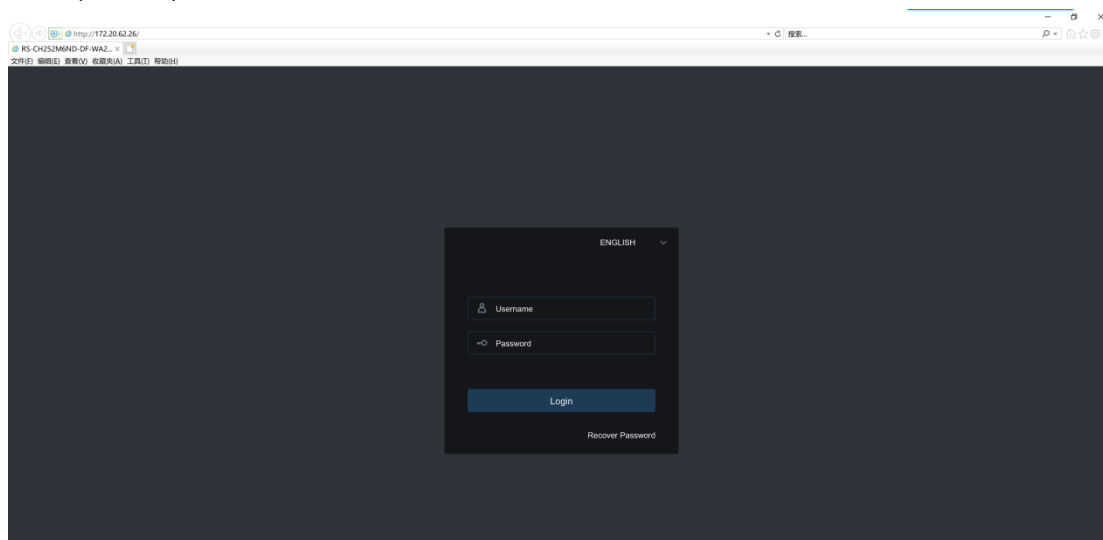 http://172.20.62.26/
搜索...
RS-CH252M6ND-DF-WA2...
文件(F) 编辑(E) 查看(V) 收藏夹(A) 工具(T) 帮助(H)
ENGLISH
Username
Password
Login
Recover Password